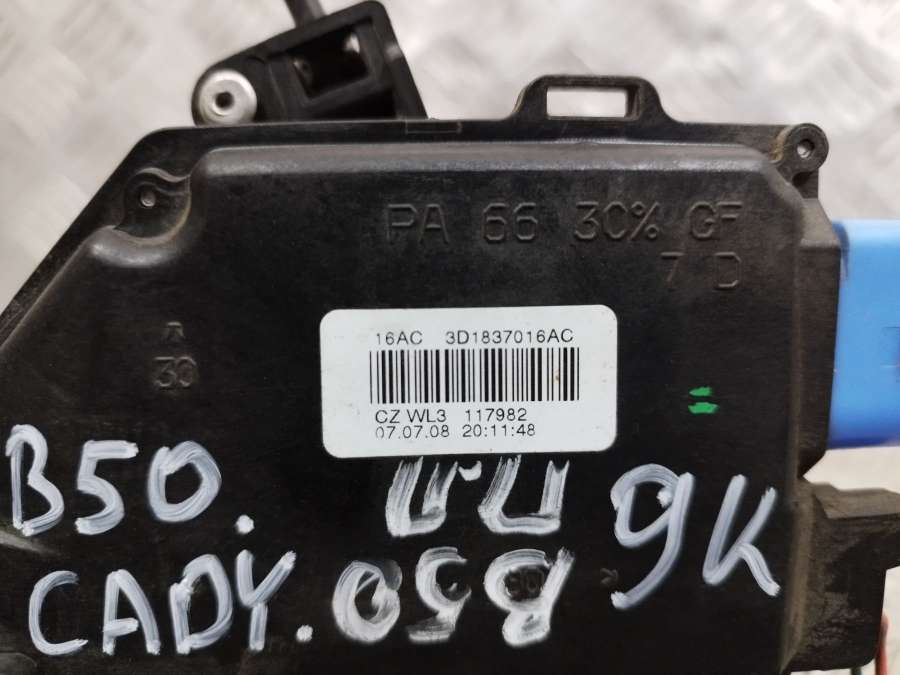 PA 66 30% GF
7 D
30
16AC 3D1837016AC
CZ WL3 117982
07.07.08 20:11:48
B50.
9K
CADY.
B50